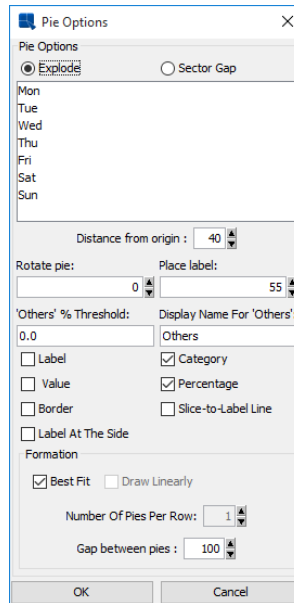 Pie Options
Pie Options
Explode Sector Gap
Mon
Tue
Wed
Thu
Fri
Sat
Sun
Distance from origin : 40
Rotate pie: Place label:
0 55
'Others' % Threshold: Display Name For 'Others':
0.0 Others
Label Category
Value Percentage
Border Slice-to-Label Line
Label At The Side
Formation
Best Fit Draw Linearly
Number Of Pies Per Row: 1
Gap between pies : 100
OK Cancel